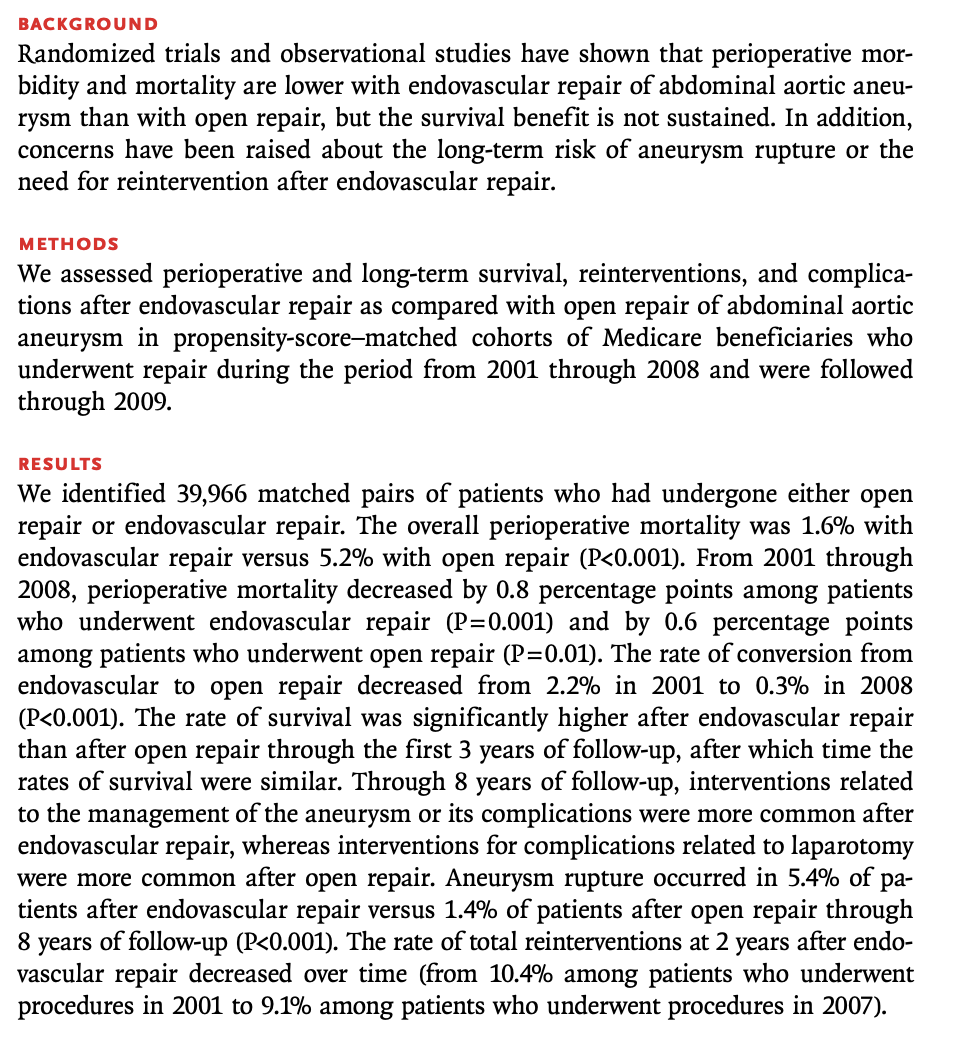 BACKGROUND
Randomized trials and observational studies have shown that perioperative mor-
bidity and mortality are lower with endovascular repair of abdominal aortic aneu-
rysm than with open repair, but the survival benefit is not sustained. In addition,
concerns have been raised about the long-term risk of aneurysm rupture or the
need for reintervention after endovascular repair.
METHODS
We assessed perioperative and long-term survival, reinterventions, and complica-
tions after endovascular repair as compared with open repair of abdominal aortic
aneurysm in propensity-score–matched cohorts of Medicare beneficiaries who
underwent repair during the period from 2001 through 2008 and were followed
through 2009.
RESULTS
We identified 39,966 matched pairs of patients who had undergone either open
repair or endovascular repair. The overall perioperative mortality was 1.6% with
endovascular repair versus 5.2% with open repair (P<0.001). From 2001 through
2008, perioperative mortality decreased by 0.8 percentage points among patients
who underwent endovascular repair (P=0.001) and by 0.6 percentage points
among patients who underwent open repair (P=0.01). The rate of conversion from
endovascular to open repair decreased from 2.2% in 2001 to 0.3% in 2008
(P<0.001). The rate of survival was significantly higher after endovascular repair
than after open repair through the first 3 years of follow-up, after which time the
rates of survival were similar. Through 8 years of follow-up, interventions related
to the management of the aneurysm or its complications were more common after
endovascular repair, whereas interventions for complications related to laparotomy
were more common after open repair. Aneurysm rupture occurred in 5.4% of pa-
tients after endovascular repair versus 1.4% of patients after open repair through
8 years of follow-up (P<0.001). The rate of total reinterventions at 2 years after endo-
vascular repair decreased over time (from 10.4% among patients who underwent
procedures in 2001 to 9.1% among patients who underwent procedures in 2007).